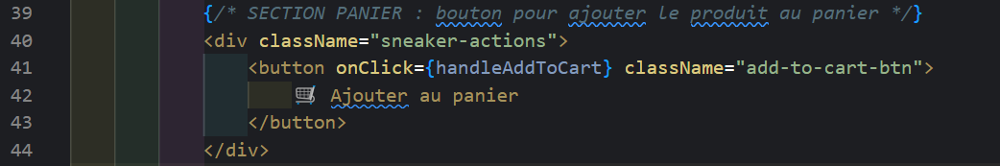 39 {/* SECTION PANIER : bouton pour ajouter le produit au panier */}
40 <div className="sneaker-actions">
41 <button onClick={handleAddToCart} className="add-to-cart-btn">
42 🛒 Ajouter au panier
43 </button>
44 </div>